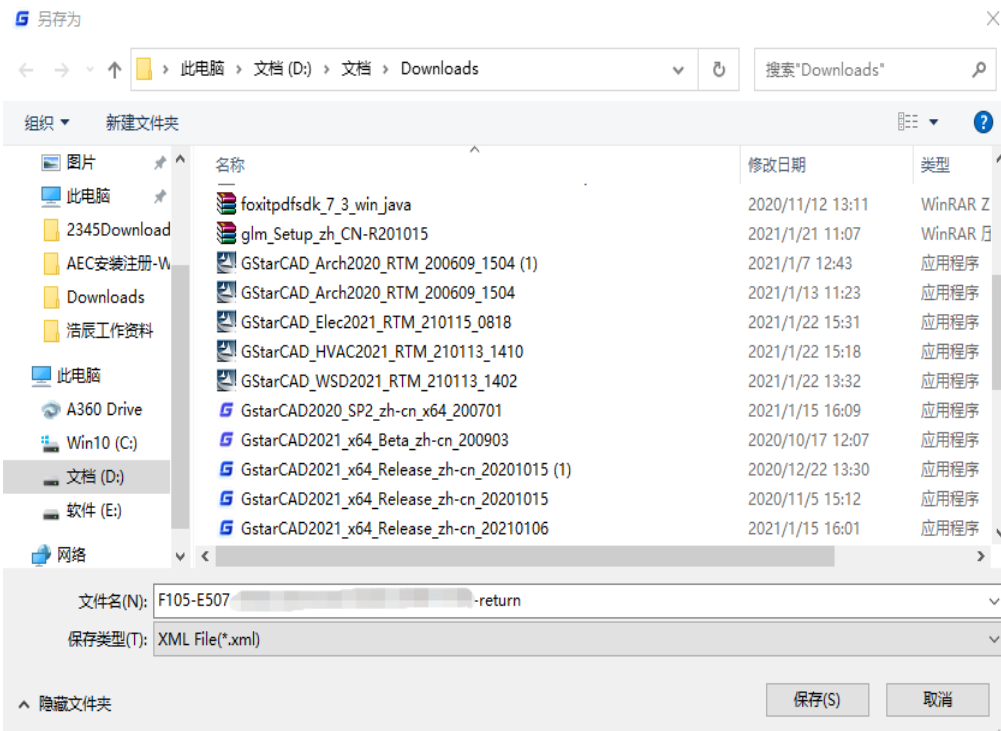 另存为
此电脑 › 文档 (D:) › 文档 › Downloads
搜索"Downloads"
组织
新建文件夹
图片
此电脑
2345Download
AEC安装注册-W
Downloads
浩辰工作资料
此电脑
A360 Drive
Win10 (C:)
文档 (D:)
软件 (E:)
网络
名称 修改日期 类型
foxitpdfsdk_7_3_win_java 2020/11/12 13:11 WinRAR Z
glm_Setup_zh_CN-R201015 2021/1/21 11:07 WinRAR 压
GStarCAD_Arch2020_RTM_200609_1504 (1) 2021/1/7 12:43 应用程序
GStarCAD_Arch2020_RTM_200609_1504 2021/1/13 11:23 应用程序
GStarCAD_Elec2021_RTM_210115_0818 2021/1/22 15:31 应用程序
GStarCAD_HVAC2021_RTM_210113_1410 2021/1/22 15:18 应用程序
GStarCAD_WSD2021_RTM_210113_1402 2021/1/22 13:32 应用程序
GstarCAD2020_SP2_zh-cn_x64_200701 2021/1/15 16:09 应用程序
GstarCAD2021_x64_Beta_zh-cn_200903 2020/10/17 12:07 应用程序
GstarCAD2021_x64_Release_zh-cn_20201015 (1) 2020/12/22 13:30 应用程序
GstarCAD2021_x64_Release_zh-cn_20201015 2020/11/5 15:12 应用程序
GstarCAD2021_x64_Release_zh-cn_20210106 2021/1/15 16:01 应用程序
文件名(N): F105-E507 -return
保存类型(T): XML File(*.xml)
隐藏文件夹
保存(S)
取消